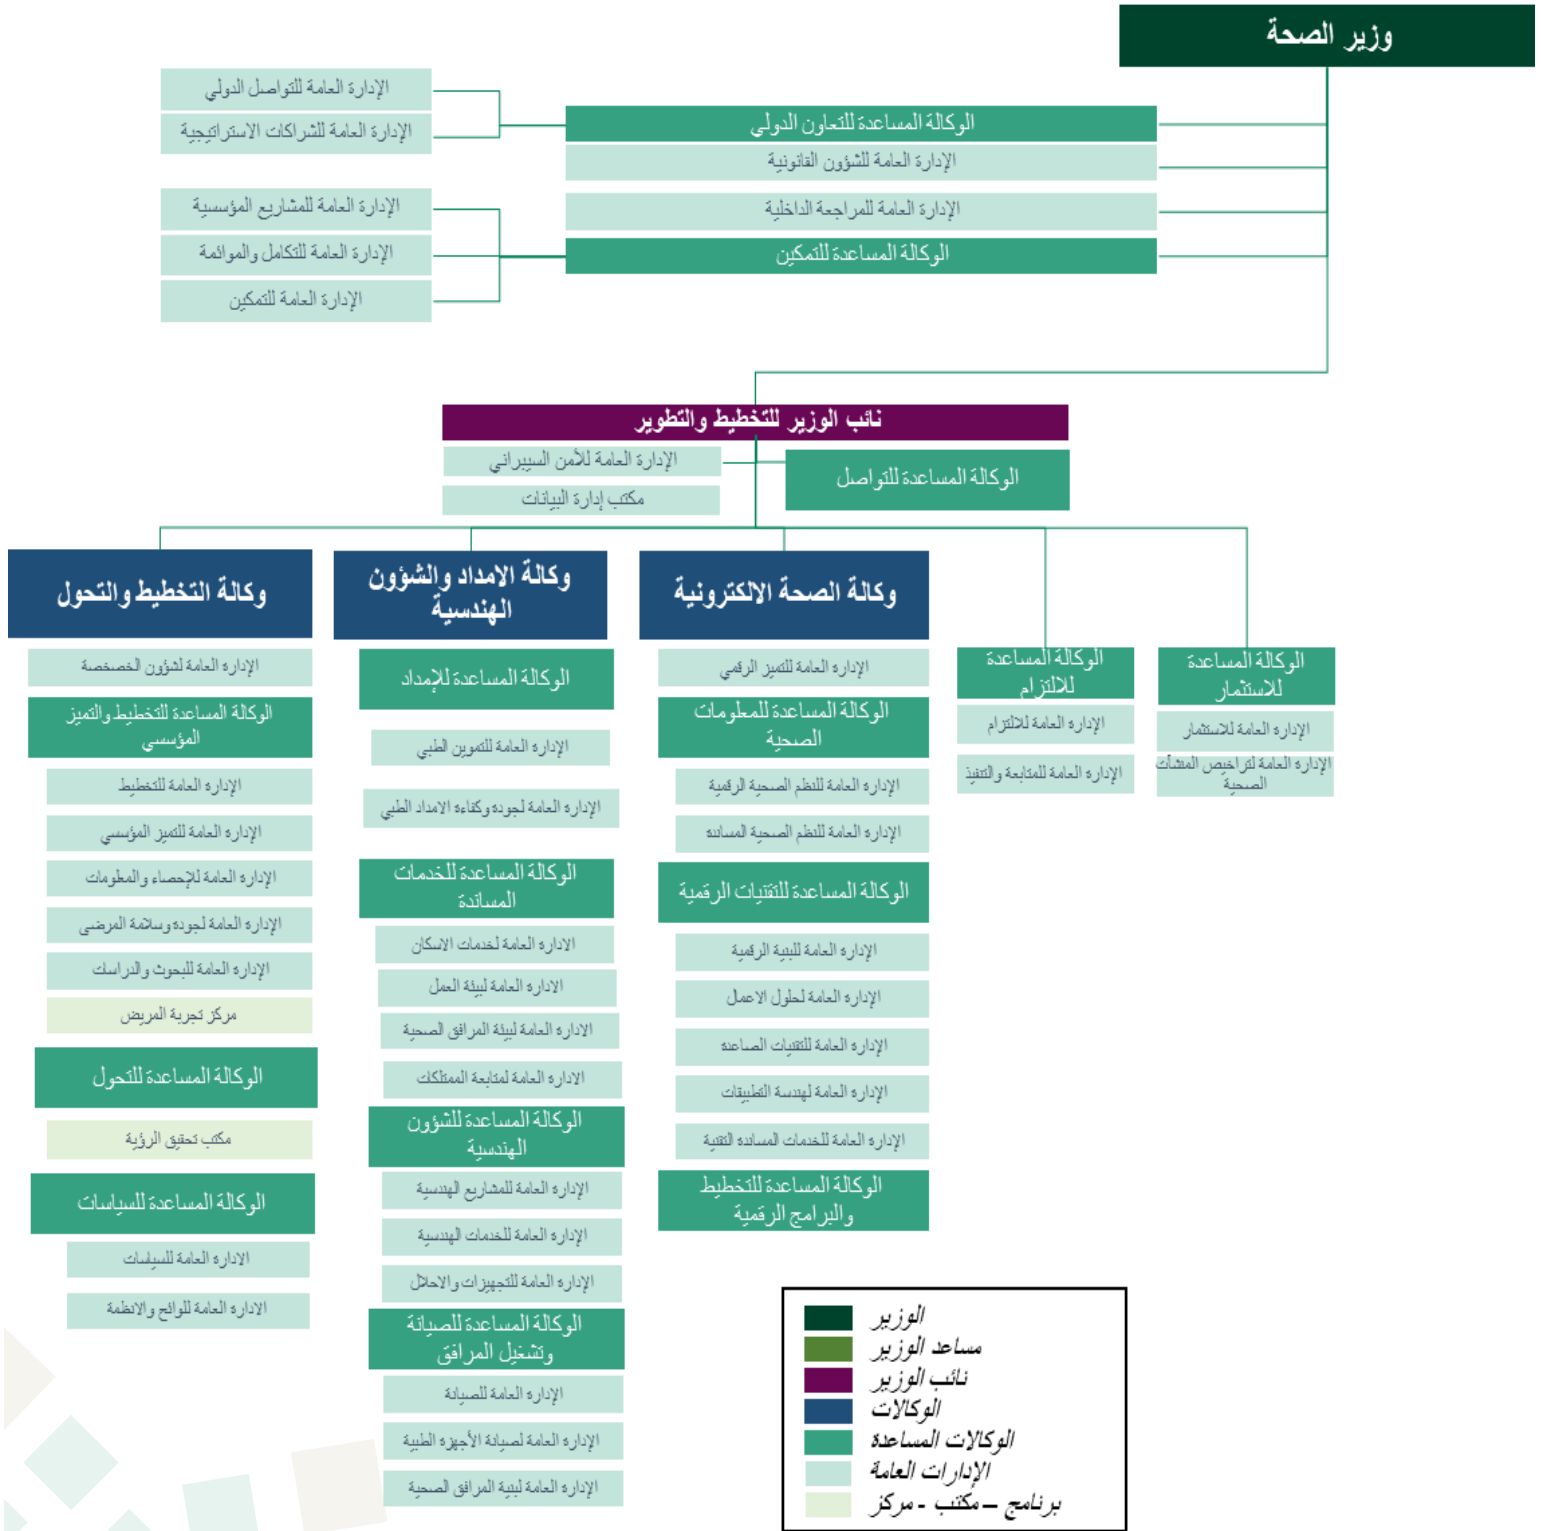 وزير الصحة
الوكالة المساعدة للتعاون الدولي
الإدارة العامة للتواصل الدولي
الإدارة العامة للشراكات الاستراتيجية
الإدارة العامة للشؤون القانونية
الإدارة العامة للمراجعة الداخلية
الوكالة المساعدة للتمكين
الإدارة العامة للمشاريع المؤسسية
الإدارة العامة للتكامل والموائمة
الإدارة العامة للتمكين
نائب الوزير للتخطيط والتطوير
الوكالة المساعدة للتواصل
الإدارة العامة للأمن السيبراني
مكتب إدارة البيانات
الوكالة المساعدة
للاستثمار
الإدارة العامة للاستثمار
الإدارة العامة لتراخيص المنشآت
الصحية
الوكالة المساعدة
للالتزام
الإدارة العامة للالتزام
الإدارة العامة للمتابعة والتنفيذ
وكالة الصحة الالكترونية
الإدارة العامة للتميز الرقمي
الوكالة المساعدة للمعلومات
الصحية
الإدارة العامة للنظم الصحية الرقمية
الإدارة العامة للنظم الصحية المساندة
الوكالة المساعدة للتقنيات الرقمية
الإدارة العامة للبنية الرقمية
الإدارة العامة لحلول الاعمال
الإدارة العامة للتقنيات الصاعدة
الإدارة العامة لهندسة التطبيقات
الإدارة العامة للخدمات المساندة التقنية
الوكالة المساعدة للتخطيط
والبرامج الرقمية
وكالة الامداد والشؤون
الهندسية
الوكالة المساعدة للإمداد
الإدارة العامة للتموين الطبي
الإدارة العامة لجودة وكفاءة الامداد الطبي
الوكالة المساعدة للخدمات
المساندة
الادارة العامة لخدمات الاسكان
الادارة العامة لبيئة العمل
الادارة العامة لبيئة المرافق الصحية
الادارة العامة لمتابعة الممتلكات
الوكالة المساعدة للشؤون
الهندسية
الإدارة العامة للمشاريع الهندسية
الإدارة العامة للخدمات الهندسية
الإدارة العامة للتجهيزات والاحلال
الوكالة المساعدة للصيانة
وتشغيل المرافق
الإدارة العامة للصيانة
الإدارة العامة لصيانة الأجهزة الطبية
الإدارة العامة لبنية المرافق الصحية
وكالة التخطيط والتحول
الإدارة العامة لشؤون الخصخصة
الوكالة المساعدة للتخطيط والتميز
المؤسسي
الإدارة العامة للتخطيط
الإدارة العامة للتميز المؤسسي
الإدارة العامة للإحصاء والمعلومات
الإدارة العامة لجودة وسلامة المرضى
الإدارة العامة للبحوث والدراسات
مركز تجربة المريض
الوكالة المساعدة للتحول
مكتب تحقيق الرؤية
الوكالة المساعدة للسياسات
الادارة العامة للسياسات
الادارة العامة للوائح والانظمة
الوزير
مساعد الوزير
نائب الوزير
الوكالات
الوكالات المساعدة
الإدارات العامة
برنامج – مكتب - مركز